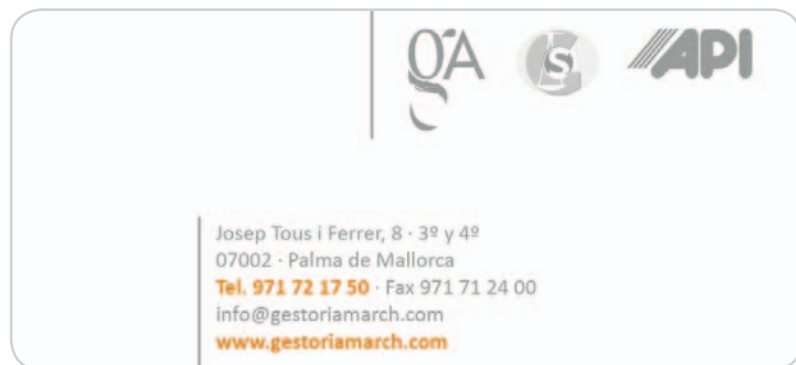 gA
S
API
Josep Tous i Ferrer, 8 · 3º y 4º
07002 · Palma de Mallorca
Tel. 971 72 17 50 · Fax 971 71 24 00
info@gestoriamarch.com
www.gestoriamarch.com